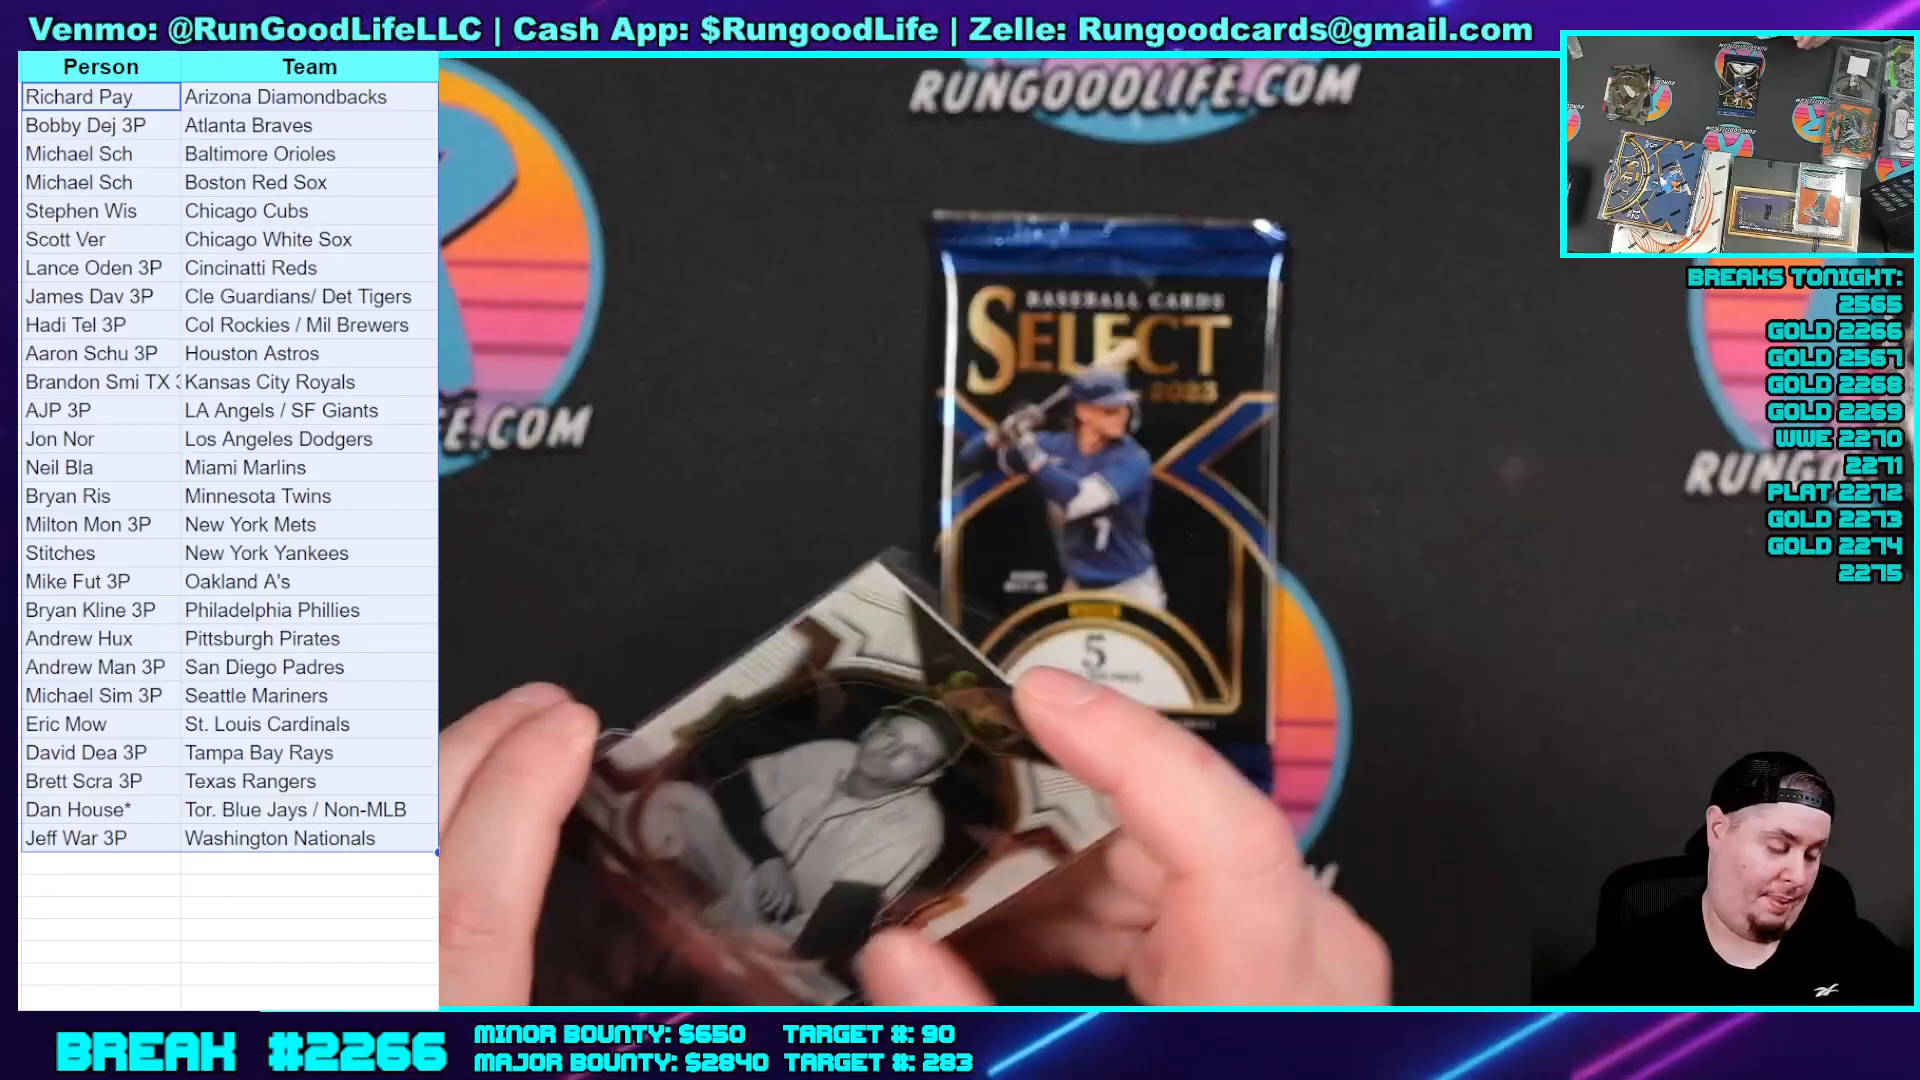 Venmo: @RunGoodLifeLLC | Cash App: $RungoodLife | Zelle: Rungoodcards@gmail.com
Person Team
Richard Pay Arizona Diamondbacks
Bobby Dej 3P Atlanta Braves
Michael Sch Baltimore Orioles
Michael Sch Boston Red Sox
Stephen Wis Chicago Cubs
Scott Ver Chicago White Sox
Lance Oden 3P Cincinatti Reds
James Dav 3P Cle Guardians/ Det Tigers
Hadi Tel 3P Col Rockies / Mil Brewers
Aaron Schu 3P Houston Astros
Brandon Smi TX Kansas City Royals
AJP 3P LA Angels / SF Giants
Jon Nor Los Angeles Dodgers
Neil Bla Miami Marlins
Bryan Ris Minnesota Twins
Milton Mon 3P New York Mets
Stitches New York Yankees
Mike Fut 3P Oakland A's
Bryan Kline 3P Philadelphia Phillies
Andrew Hux Pittsburgh Pirates
Andrew Man 3P San Diego Padres
Michael Sim 3P Seattle Mariners
Eric Mow St. Louis Cardinals
David Dea 3P Tampa Bay Rays
Brett Scra 3P Texas Rangers
Dan House* Tor. Blue Jays / Non-MLB
Jeff War 3P Washington Nationals
RUNGOODLIFE.COM
E.COM
RUNG
BASEBALL CARDS
SELECT
2023
1
5
BREAKS TONIGHT:
2565
GOLD 2266
GOLD 2567
GOLD 2268
GOLD 2269
WWE 2270
2271
PLAT 2272
GOLD 2273
GOLD 2274
2275
BREAK #2266
MINOR BOUNTY: $650 TARGET #: 90
MAJOR BOUNTY: $2840 TARGET #: 283